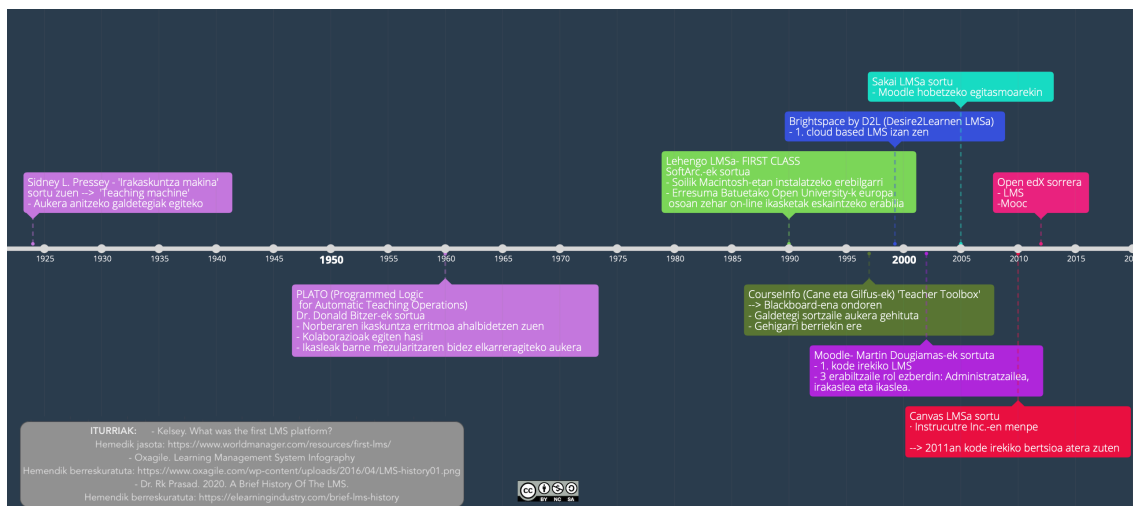 Sakai LMSa sortu
- Moodle hobetzeko egitasmoarekin
Brightspace by D2L (Desire2Learnen LMSa)
- 1. cloud based LMS izan zen
Lehengo LMSa- FIRST CLASS
SoftArc.-ek sortua
- Soilik Macintosh-etan instalatzeko erebilgarri
- Erresuma Batuetako Open University-k europa
osoan zehar on-line ikasketak eskaintzeko erabilia
Sidney L. Pressey - 'Irakaskuntza makina'
sortu zuen --> 'Teaching machine'
- Aukera anitzeko galdetegiak egiteko
Open edX sorrera
- LMS
-Mooc
1925 1930 1935 1940 1945 1950 1955 1960 1965 1970 1975 1980 1985 1990 1995 2000 2005 2010 2015
PLATO (Programmed Logic
for Automatic Teaching Operations)
Dr. Donald Bitzer-ek sortua
- Norberaren ikaskuntza erritmoa ahalbidetzen zuen
- Kolaborazioak egiten hasi
- Ikasleak barne mezularitzaren bidez elkarreragiteko aukera
CourseInfo (Cane eta Gilfus-ek) 'Teacher Toolbox'
--> Blackboard-ena ondoren
- Galdetegi sortzaile aukera gehituta
- Gehigarri berriekin ere
Moodle- Martin Dougiamas-ek sortuta
- 1. kode irekiko LMS
- 3 erabiltzaile rol ezberdin: Administratzailea,
irakaslea eta ikaslea.
Canvas LMSa sortu
- Instrucutre Inc.-en menpe
--> 2011an kode irekiko bertsioa atera zuten
ITURRIAK: - Kelsey. What was the first LMS platform?
Hemedik jasota: https://www.worldmanager.com/resources/first-lms/
- Oxagile. Learning Management System Infography
Hemendik berreskuratuta: https://www.oxagile.com/wp-content/uploads/2016/04/LMS-history01.png
- Dr. Rk Prasad. 2020. A Brief History Of The LMS.
Hemendik berreskuratuta: https://elearningindustry.com/brief-lms-history
cc
BY NC SA